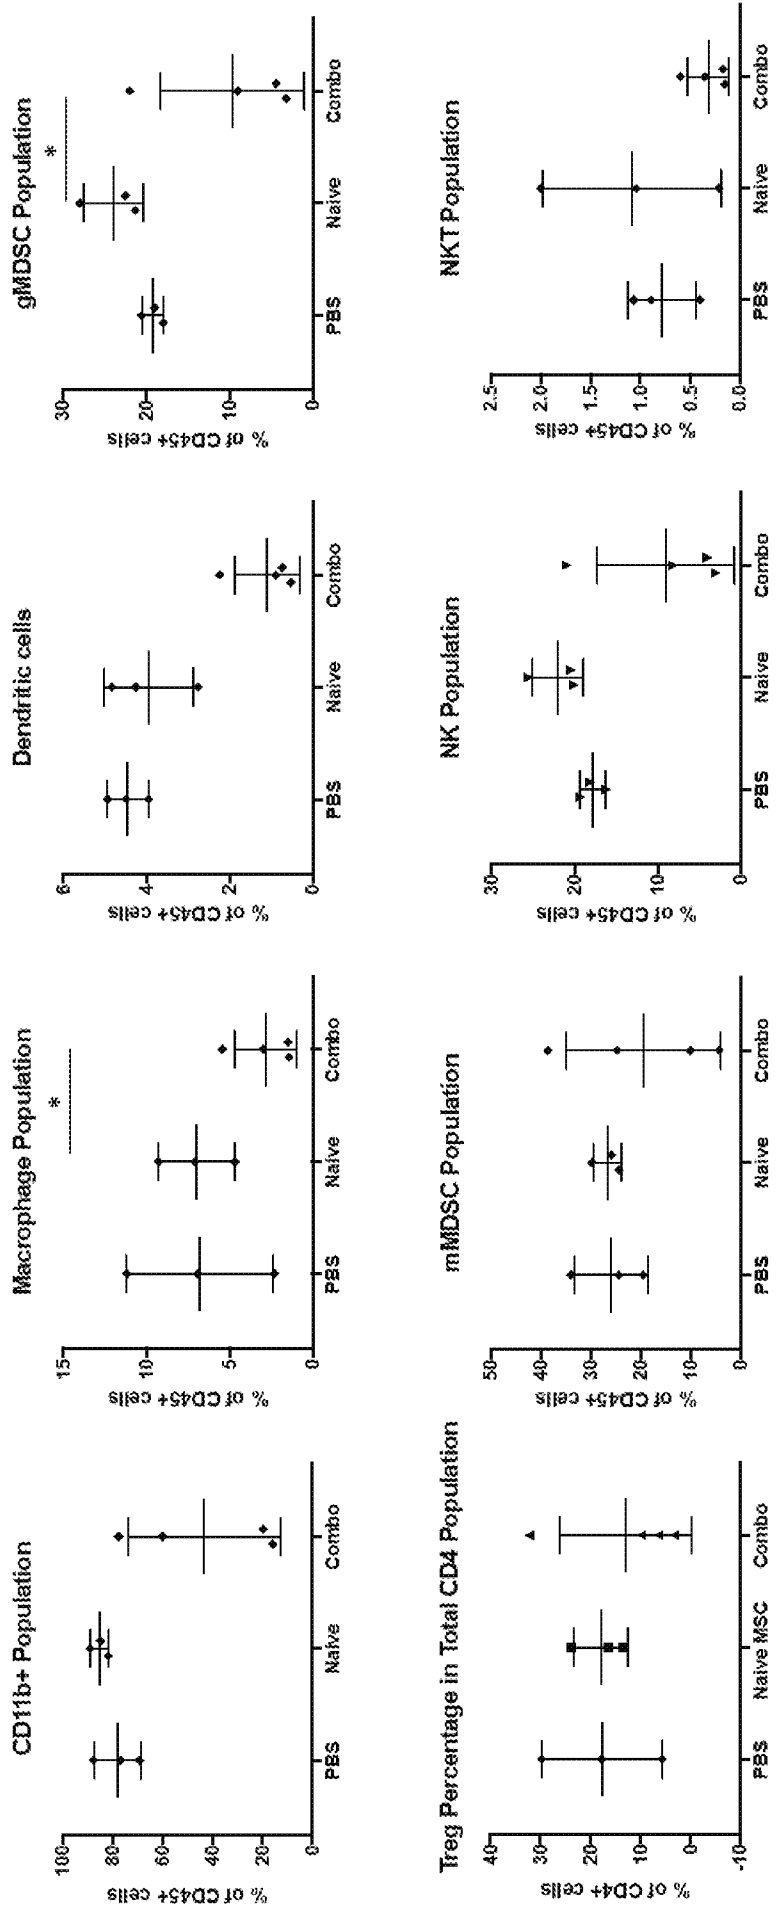 CD11b+ Population
% of CD45+ cells
100
80
60
40
20
0
PBS
Naive
Combo
Macrophage Population
*
% of CD45+ cells
15
10
5
0
PBS
Naive
Combo
Dendritic cells
% of CD45+ cells
6
4
2
0
PBS
Naive
Combo
gMDSC Population
*
% of CD45+ cells
30
20
10
0
PBS
Naive
Combo
Treg Percentage in Total CD4 Population
% of CD4+ cells
40
30
20
10
0
-10
PBS
Naive MSC
Combo
mMDSC Population
% of CD45+ cells
50
40
30
20
10
0
PBS
Naive
Combo
NK Population
% of CD45+ cells
30
20
10
0
PBS
Naive
Combo
NKT Population
% of CD45+ cells
2.5
2.0
1.5
1.0
0.5
0.0
PBS
Naive
Combo